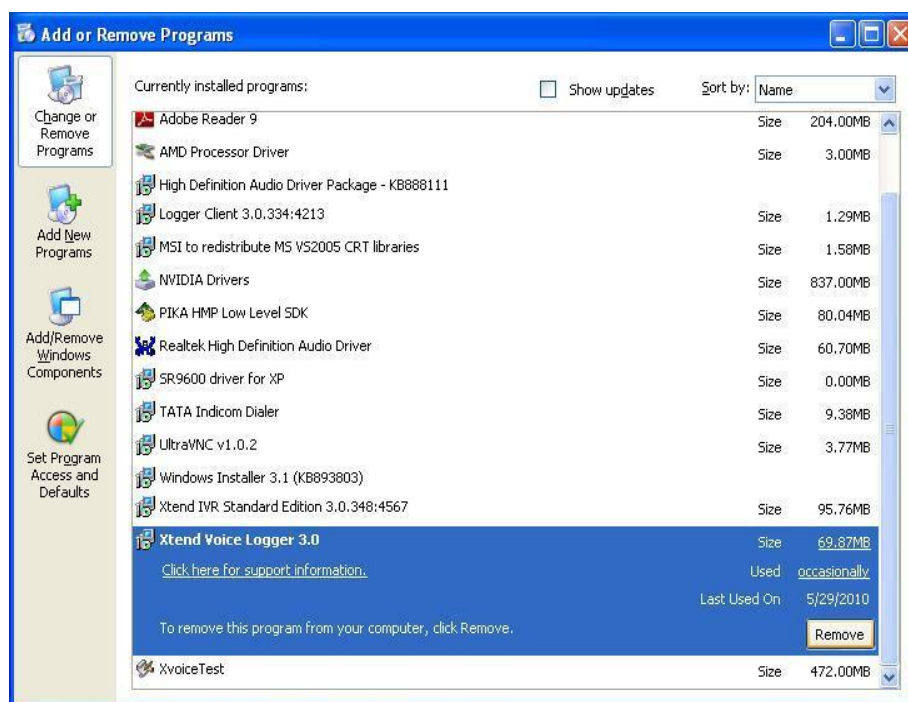 Add or Remove Programs
Change or
Remove
Programs
Add New
Programs
Add/Remove
Windows
Components
Set Program
Access and
Defaults
Currently installed programs: Show updates Sort by: Name
Adobe Reader 9 Size 204.00MB
AMD Processor Driver Size 3.00MB
High Definition Audio Driver Package - KB888111
Logger Client 3.0.334:4213 Size 1.29MB
MSI to redistribute MS VS2005 CRT libraries Size 1.58MB
NVIDIA Drivers Size 837.00MB
PIKA HMP Low Level SDK Size 80.04MB
Realtek High Definition Audio Driver Size 60.70MB
SR9600 driver for XP Size 0.00MB
TATA Indicom Dialer Size 9.38MB
UltraVNC v1.0.2 Size 3.77MB
Windows Installer 3.1 (KB893803)
Xtend IVR Standard Edition 3.0.348:4567 Size 95.76MB
Xtend Voice Logger 3.0 Size 69.87MB
Click here for support information. Used occasionally
Last Used On 5/29/2010
To remove this program from your computer, click Remove. Remove
XvoiceTest Size 472.00MB